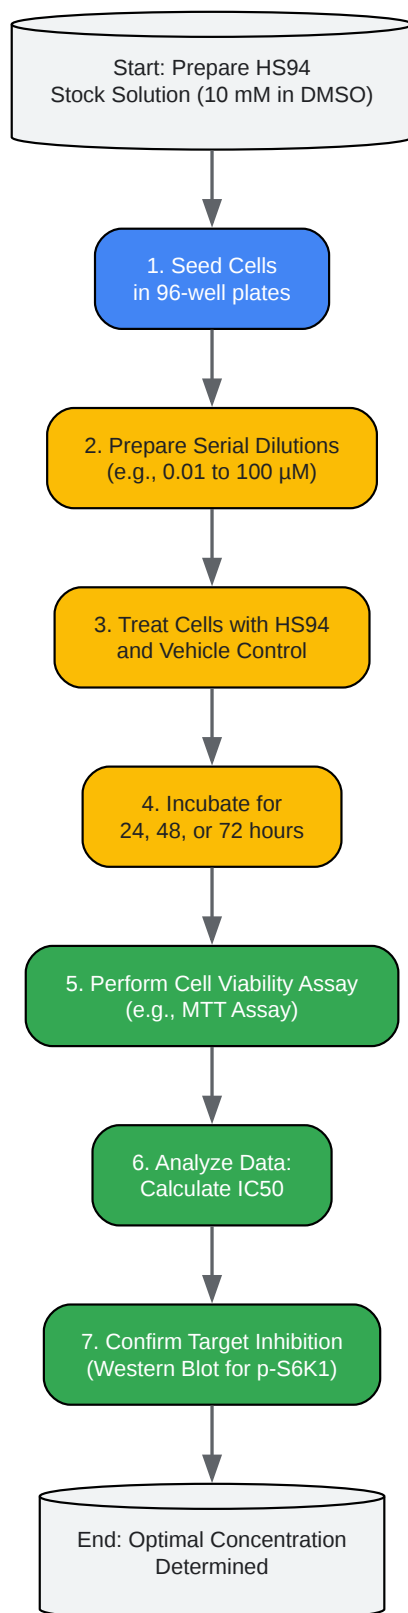 Start: Prepare HS94
Stock Solution (10 mM in DMSO)
1. Seed Cells
in 96-well plates
2. Prepare Serial Dilutions
(e.g., 0.01 to 100 µM)
3. Treat Cells with HS94
and Vehicle Control
4. Incubate for
24, 48, or 72 hours
5. Perform Cell Viability Assay
(e.g., MTT Assay)
6. Analyze Data:
Calculate IC50
7. Confirm Target Inhibition
(Western Blot for p-S6K1)
End: Optimal Concentration
Determined